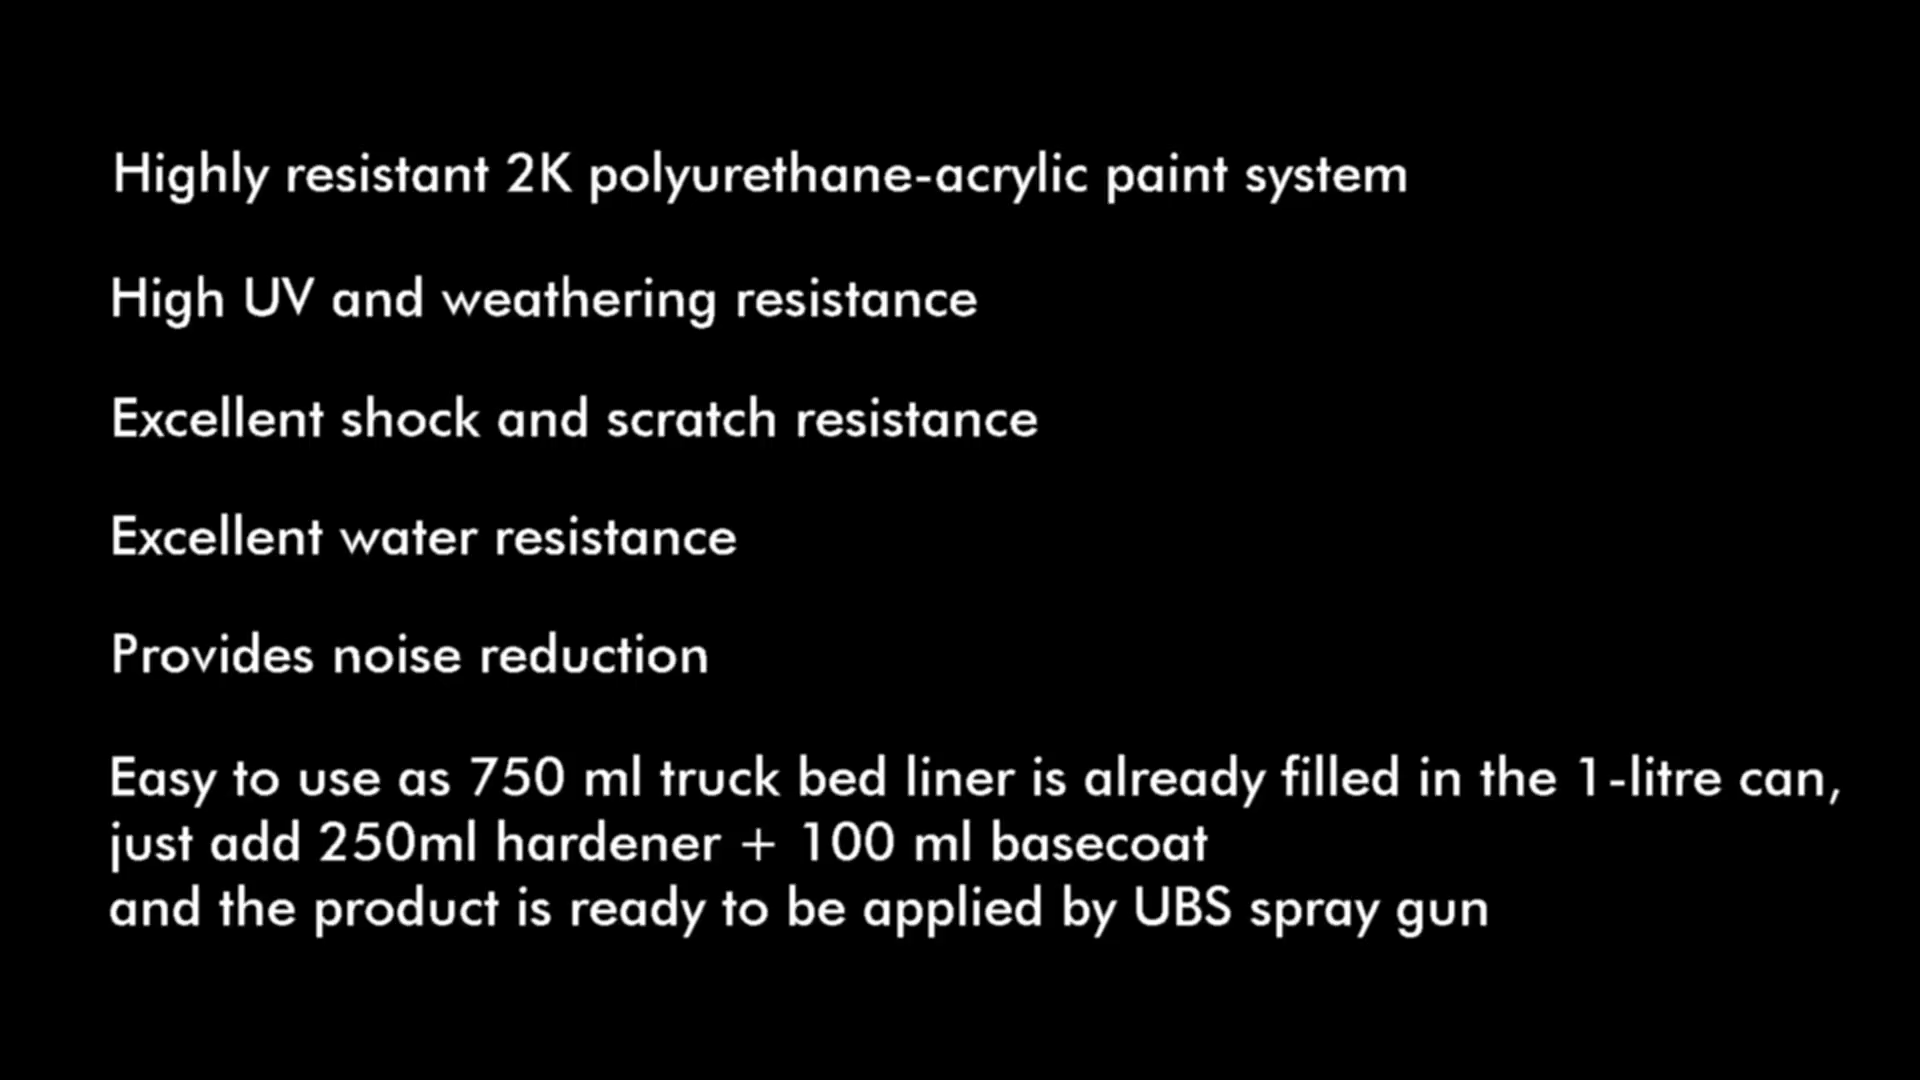 Highly resistant 2K polyurethane-acrylic paint system
High UV and weathering resistance
Excellent shock and scratch resistance
Excellent water resistance
Provides noise reduction
Easy to use as 750 ml truck bed liner is already filled in the 1-litre can,
just add 250ml hardener + 100 ml basecoat
and the product is ready to be applied by UBS spray gun